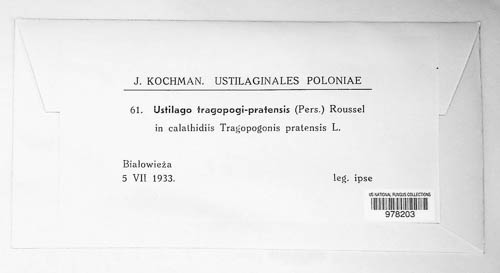 J. KOCHMAN. USTILAGINALES POLONIAE
61. Ustilago tragopogi-pratensis (Pers.) Roussel
in calathidiis Tragopogonis pratensis L.
Białowieża
5 VII 1933. leg. ipse
US NATIONAL FUNGUS COLLECTIONS
978203